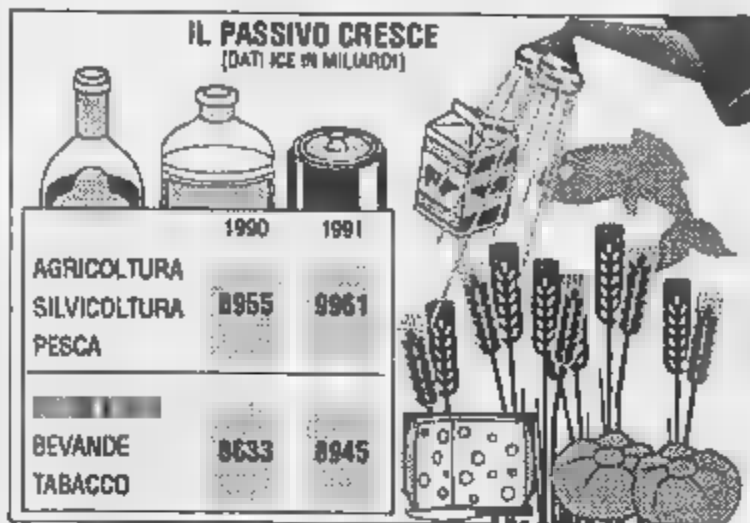 IL PASSIVO CRESCE
(DATI ICE IN MILIARDI)
1990 1991
AGRICOLTURA
SILVICOLTURA 8955 9961
PESCA
BEVANDE 8633 8945
TABACCO